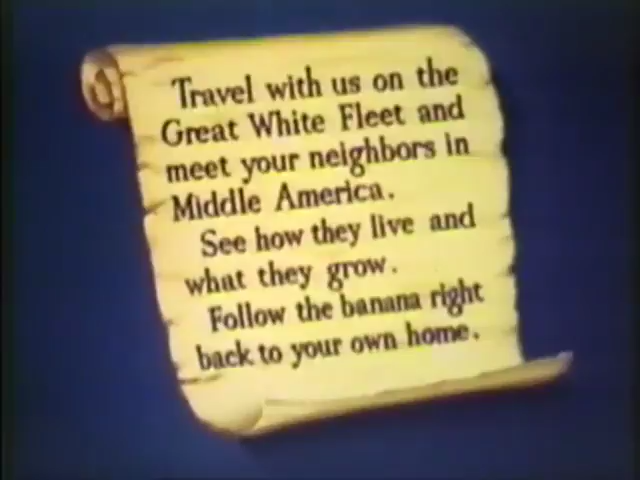 Travel with us on the
Great White Fleet and
meet your neighbors in
Middle America.
See how they live and
what they grow.
Follow the banana right
back to your own home.